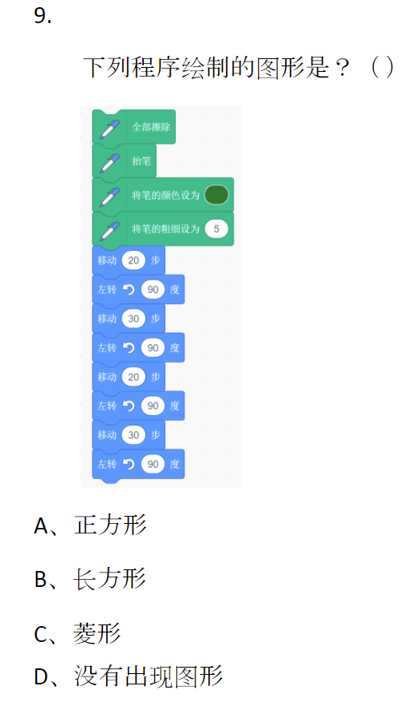 9.
下列程序绘制的图形是？（）
全部擦除
抬笔
将笔的颜色设为
将笔的粗细设为 5
移动 20 步
左转 90 度
移动 30 步
左转 90 度
移动 20 步
左转 90 度
移动 30 步
左转 90 度
A、正方形
B、长方形
C、菱形
D、没有出现图形